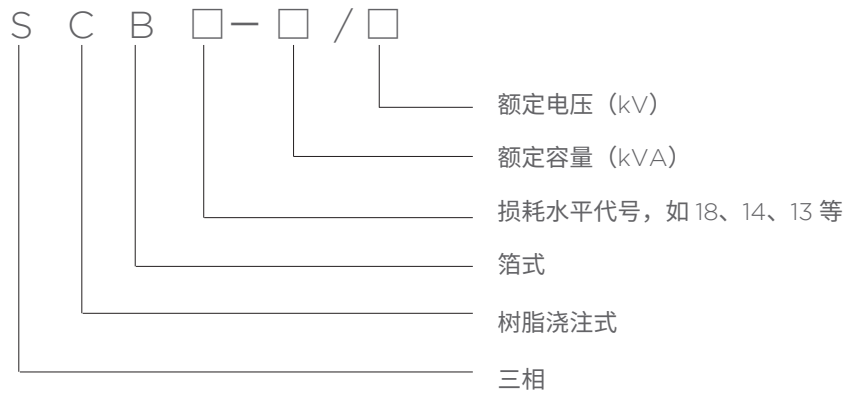 S C B □－□ / □
额定电压（kV）
额定容量（kVA）
损耗水平代号，如 18、14、13 等
箔式
树脂浇注式
三相